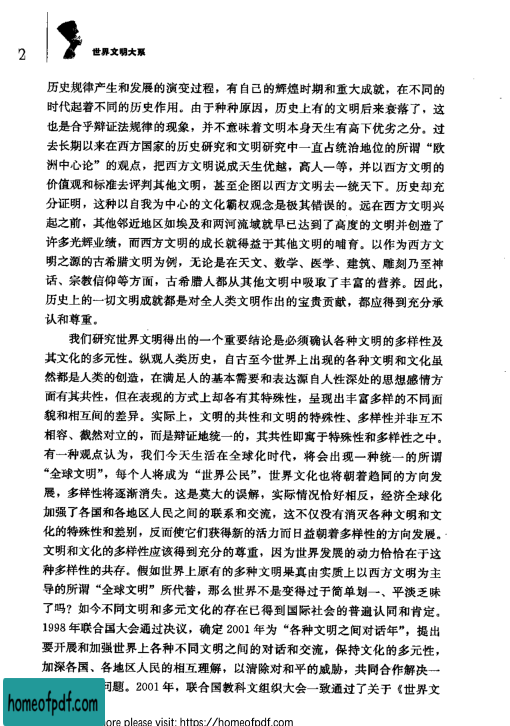 2
世界文明大系
历史规律产生和发展的演变过程，有自己的辉煌时期和重大成就，在不同的
时代起着不同的历史作用。由于种种原因，历史上有的文明后来衰落了，这
也是合乎辩证法规律的现象，并不意味着文明本身天生有高下优劣之分。过
去长期以来在西方国家的历史研究和文明研究中一直占统治地位的所谓“欧
洲中心论”的观点，把西方文明说成天生优越，高人一等，并以西方文明的
价值观和标准去评判其他文明，甚至企图以西方文明去一统天下。历史却充
分证明，这种以自我为中心的文化霸权观念是极其错误的。远在西方文明兴
起之前，其他邻近地区如埃及和两河流域就早已达到了高度的文明并创造了
许多光辉业绩，而西方文明的成长就得益于其他文明的哺育。以作为西方文
明之源的古希腊文明为例，无论是在天文、数学、医学、建筑、雕刻乃至神
话、宗教信仰等方面，古希腊人都从其他文明中吸取了丰富的营养。因此，
历史上的一切文明成就都是对全人类文明作出的宝贵贡献，都应得到充分承
认和尊重。
我们研究世界文明得出的一个重要结论是必须确认各种文明的多样性及
其文化的多元性。纵观人类历史，自古至今世界上出现的各种文明和文化虽
然都是人类的创造，在满足人的基本需要和表达源自人性深处的思想感情方
面有其共性，但在表现的方式上却各有其特殊性，呈现出丰富多样的不同面
貌和相互间的差异。实际上，文明的共性和文明的特殊性、多样性并非互不
相容、截然对立的，而是辩证地统一的，其共性即寓于特殊性和多样性之中。
有一种观点认为，我们今天生活在全球化时代，将会出现一种统一的所谓
“全球文明”，每个人将成为“世界公民”，世界文化也将朝着趋同的方向发
展，多样性将逐渐消失。这是莫大的误解，实际情况恰好相反，经济全球化
加强了各国和各地区人民之间的联系和交流，这不仅没有消灭各种文明和文
化的特殊性和差别，反而使它们获得新的活力而日益朝着多样性的方向发展。
文明和文化的多样性应该得到充分的尊重，因为世界发展的动力恰恰在于这
种多样性的共存。假如世界上原有的多种文明果真由实质上以西方文明为主
导的所谓“全球文明”所代替，那么世界不是变得过于简单划一、平淡乏味
了吗？如今不同文明和多元文化的存在已得到国际社会的普遍认同和肯定。
1998年联合国大会通过决议，确定2001年为“各种文明之间对话年”，提出
要开展和加强世界上各种不同文明之间的对话和交流，保持文化的多元性，
加深各国、各地区人民的相互理解，以清除对和平的威胁，共同合作解决一
问题。2001年，联合国教科文组织大会一致通过了关于《世界文
homeofpdf.com
ore please visit: https://homeofpdf.com